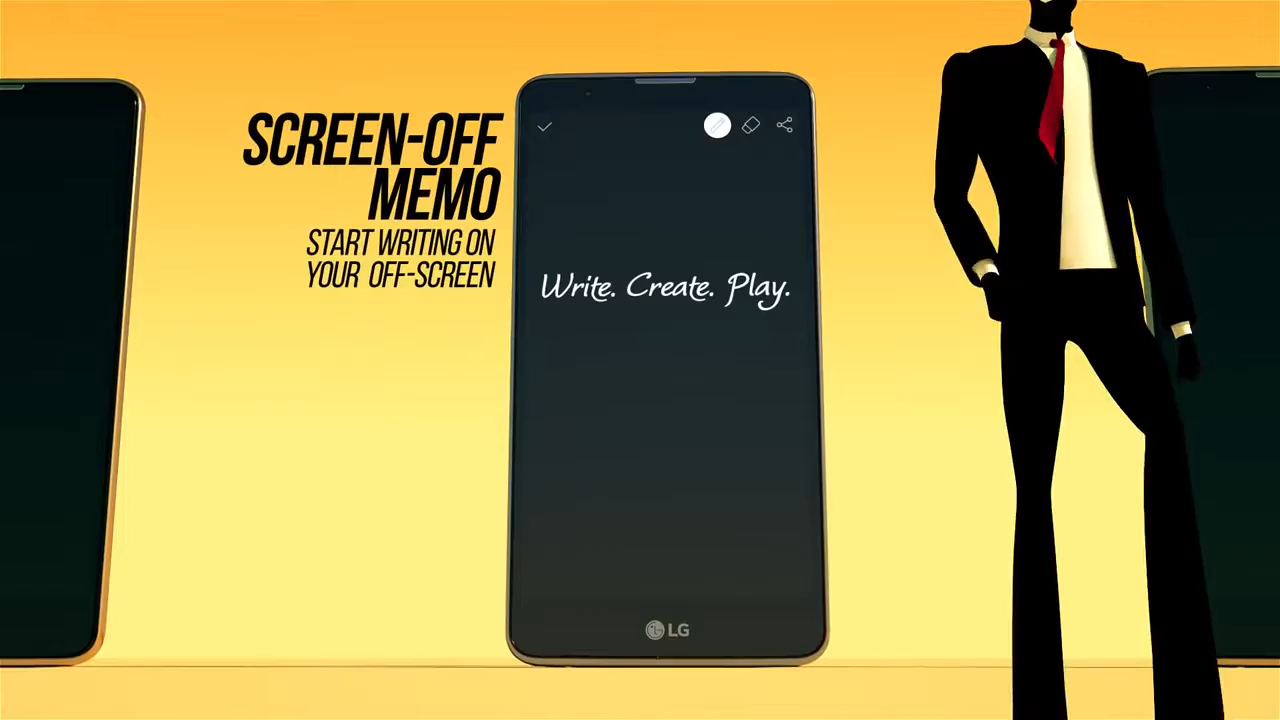 SCREEN-OFF
MEMO
START WRITING ON
YOUR OFF-SCREEN
Write. Create. Play.
LG